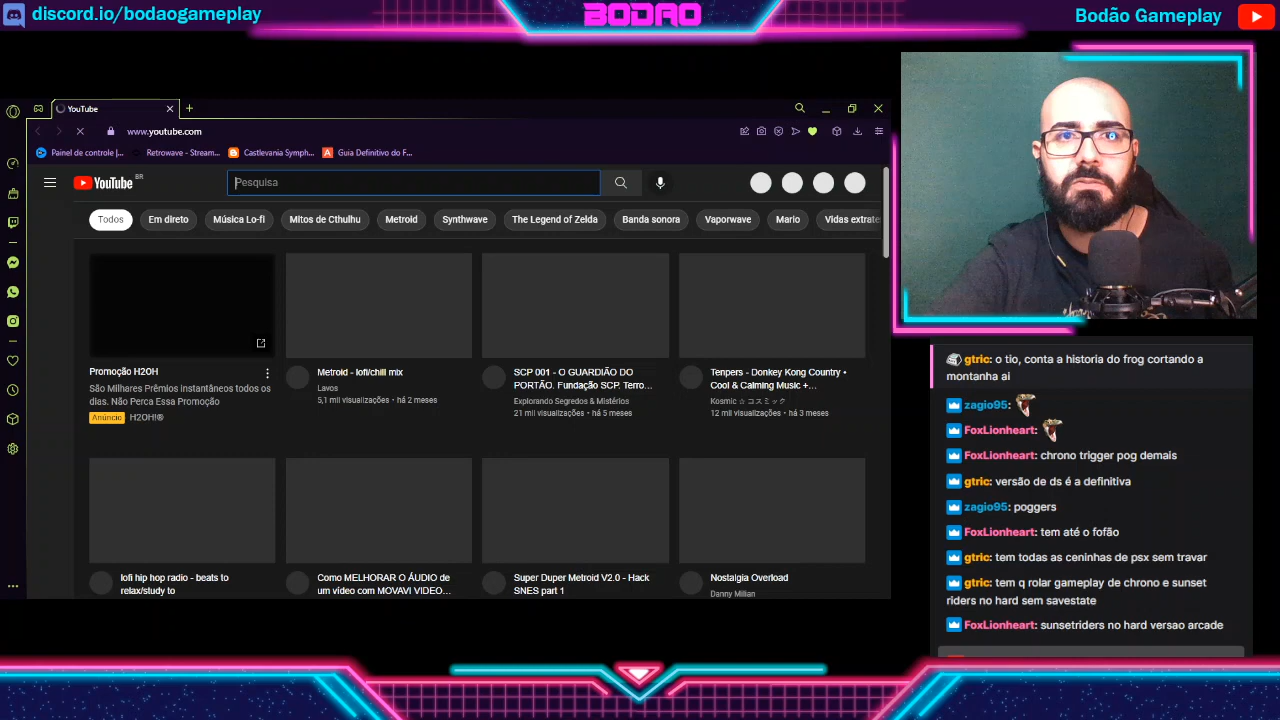 discord.io/bodaogameplay
BODAO
Bodão Gameplay
YouTube
www.youtube.com
Painel de controle |...
Retrowave - Stream...
Castlevania Symph...
Guia Definitivo do F...
YouTube BR
Pesquisa
Todos
Em direto
Música Lo-fi
Mitos de Cthulhu
Metroid
Synthwave
The Legend of Zelda
Banda sonora
Vaporwave
Mario
Vidas extrate
Promoção H2OH
São Milhares Prêmios Instantâneos todos os
dias. Não Perca Essa Promoção
Anúncio H2OH!®
Metroid - lofi/chill mix
Lavos
5,1 mil visualizações • há 2 meses
SCP 001 - O GUARDIÃO DO
PORTÃO. Fundação SCP. Terro...
Explorando Segredos & Mistérios
21 mil visualizações • há 5 meses
Tenpers - Donkey Kong Country •
Cool & Calming Music +...
Kosmic ☆ コスミック
12 mil visualizações • há 3 meses
lofi hip hop radio - beats to
relax/study to
Como MELHORAR O ÁUDIO de
um vídeo com MOVAVI VIDEO...
Super Duper Metroid V2.0 - Hack
SNES part 1
Nostalgia Overload
Danny Milian
gtric: o tio, conta a historia do frog cortando a
montanha ai
zagio95:
FoxLionheart:
FoxLionheart: chrono trigger pog demais
gtric: versão de ds é a definitiva
zagio95: poggers
FoxLionheart: tem até o fofão
gtric: tem todas as ceninhas de psx sem travar
gtric: tem q rolar gameplay de chrono e sunset
riders no hard sem savestate
FoxLionheart: sunsetriders no hard versao arcade